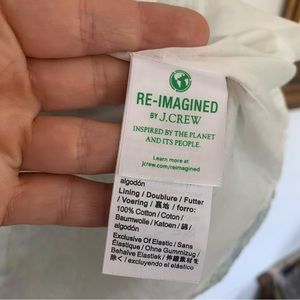 RE-IMAGINED
BY J.CREW
INSPIRED BY THE PLANET
AND ITS PEOPLE.
Learn more at
jcrew.com/reimagined
algodón
Lining / Doublure / Futter
/ Voering / 裏地 / forro:
100% Cotton / Coton /
Baumwolle / Katoen / 綿 /
algodón
Exclusive Of Elastic / Sans
Élastique / Ohne Gummizug /
Behalve Elastiek / 伸縮素材を
除く / excluyendo el elástico